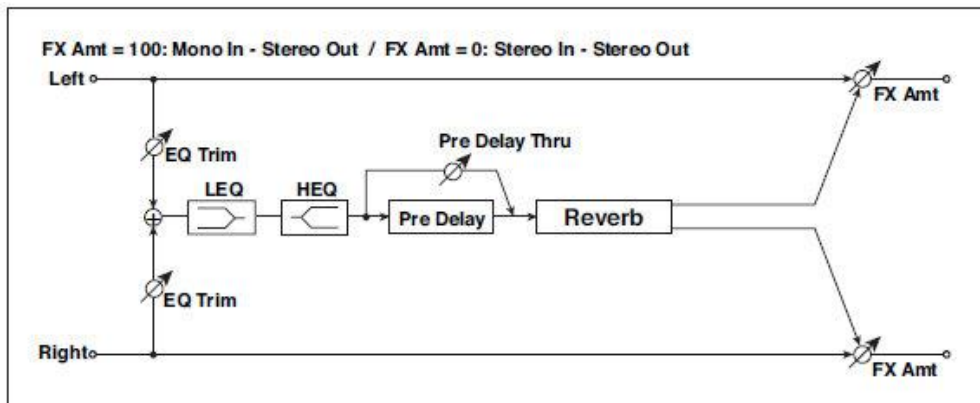 FX Amt = 100: Mono In - Stereo Out / FX Amt = 0: Stereo In - Stereo Out
Left
FX Amt
Pre Delay Thru
EQ Trim
LEQ
HEQ
Pre Delay
Reverb
EQ Trim
Right
FX Amt